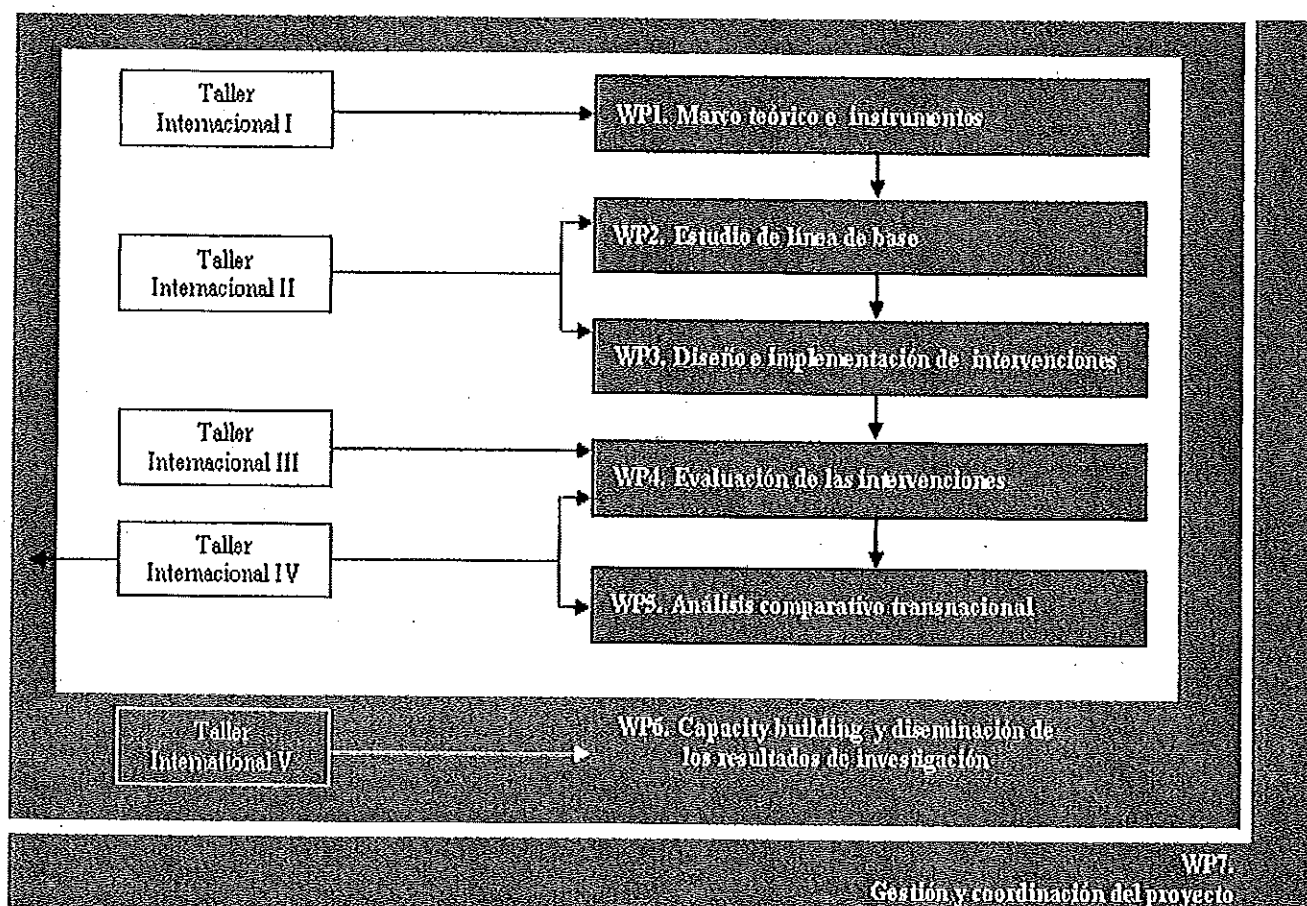 Taller
Internacional I
WP1. Marco teórico e Instrumentos
Taller
Internacional II
WP2. Estudio de línea de base
WP3. Diseño e implementación de intervenciones
Taller
Internacional III
WP4. Evaluación de las intervenciones
Taller
Internacional IV
WP5. Análisis comparativo transnacional
Taller
International V
WP6. Capacity building y diseminación de
los resultados de investigación
WP7.
Gestión y coordinación del proyecto